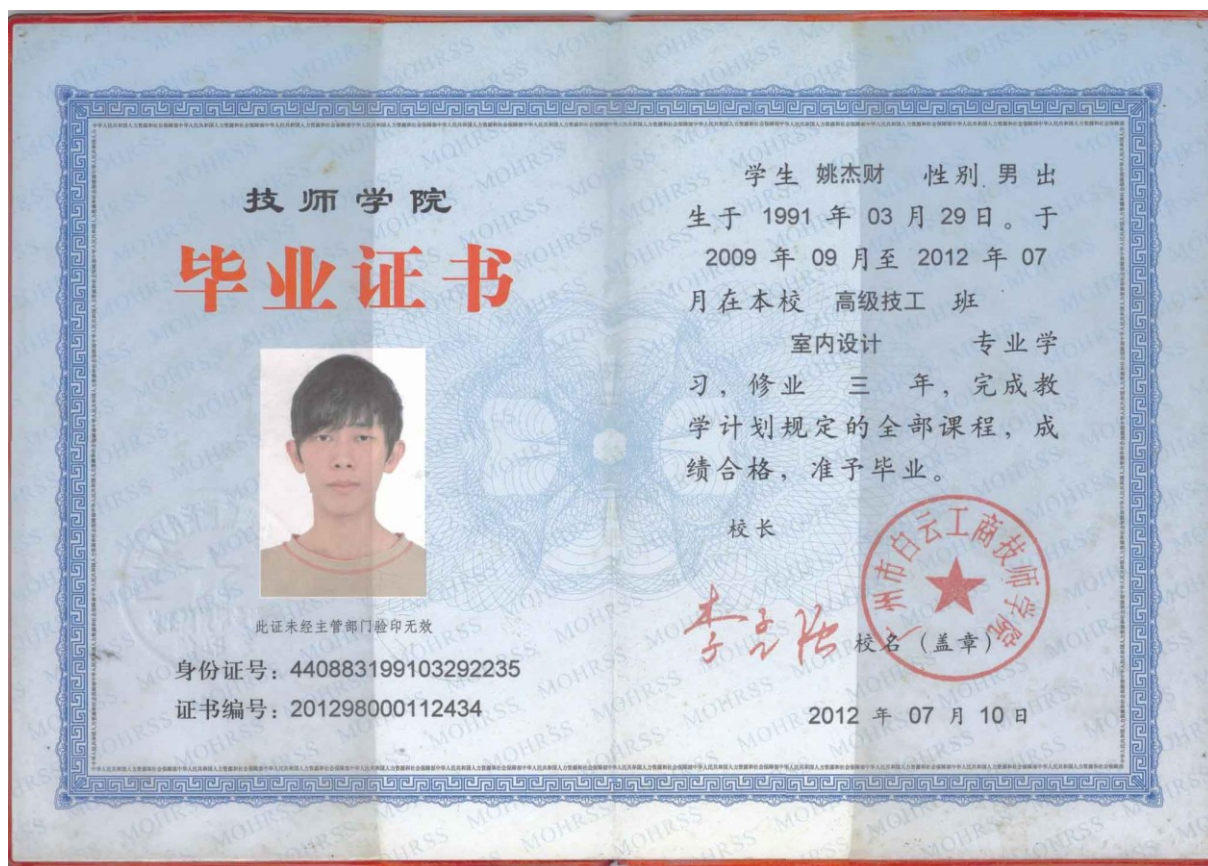 技师学院
毕业证书
此证未经主管部门验印无效
身份证号：440883199103292235
证书编号：201298000112434
学生 姚杰财 性别 男 出
生于 1991 年 03 月 29日。于
2009 年 09 月至 2012 年 07
月在本校 高级技工 班
室内设计 专业学
习，修业 三 年，完成教
学计划规定的全部课程，成
绩合格，准予毕业。
校长
广州市白云工商技师学院
校名（盖章）
2012 年 07 月 10 日
MOHRSS